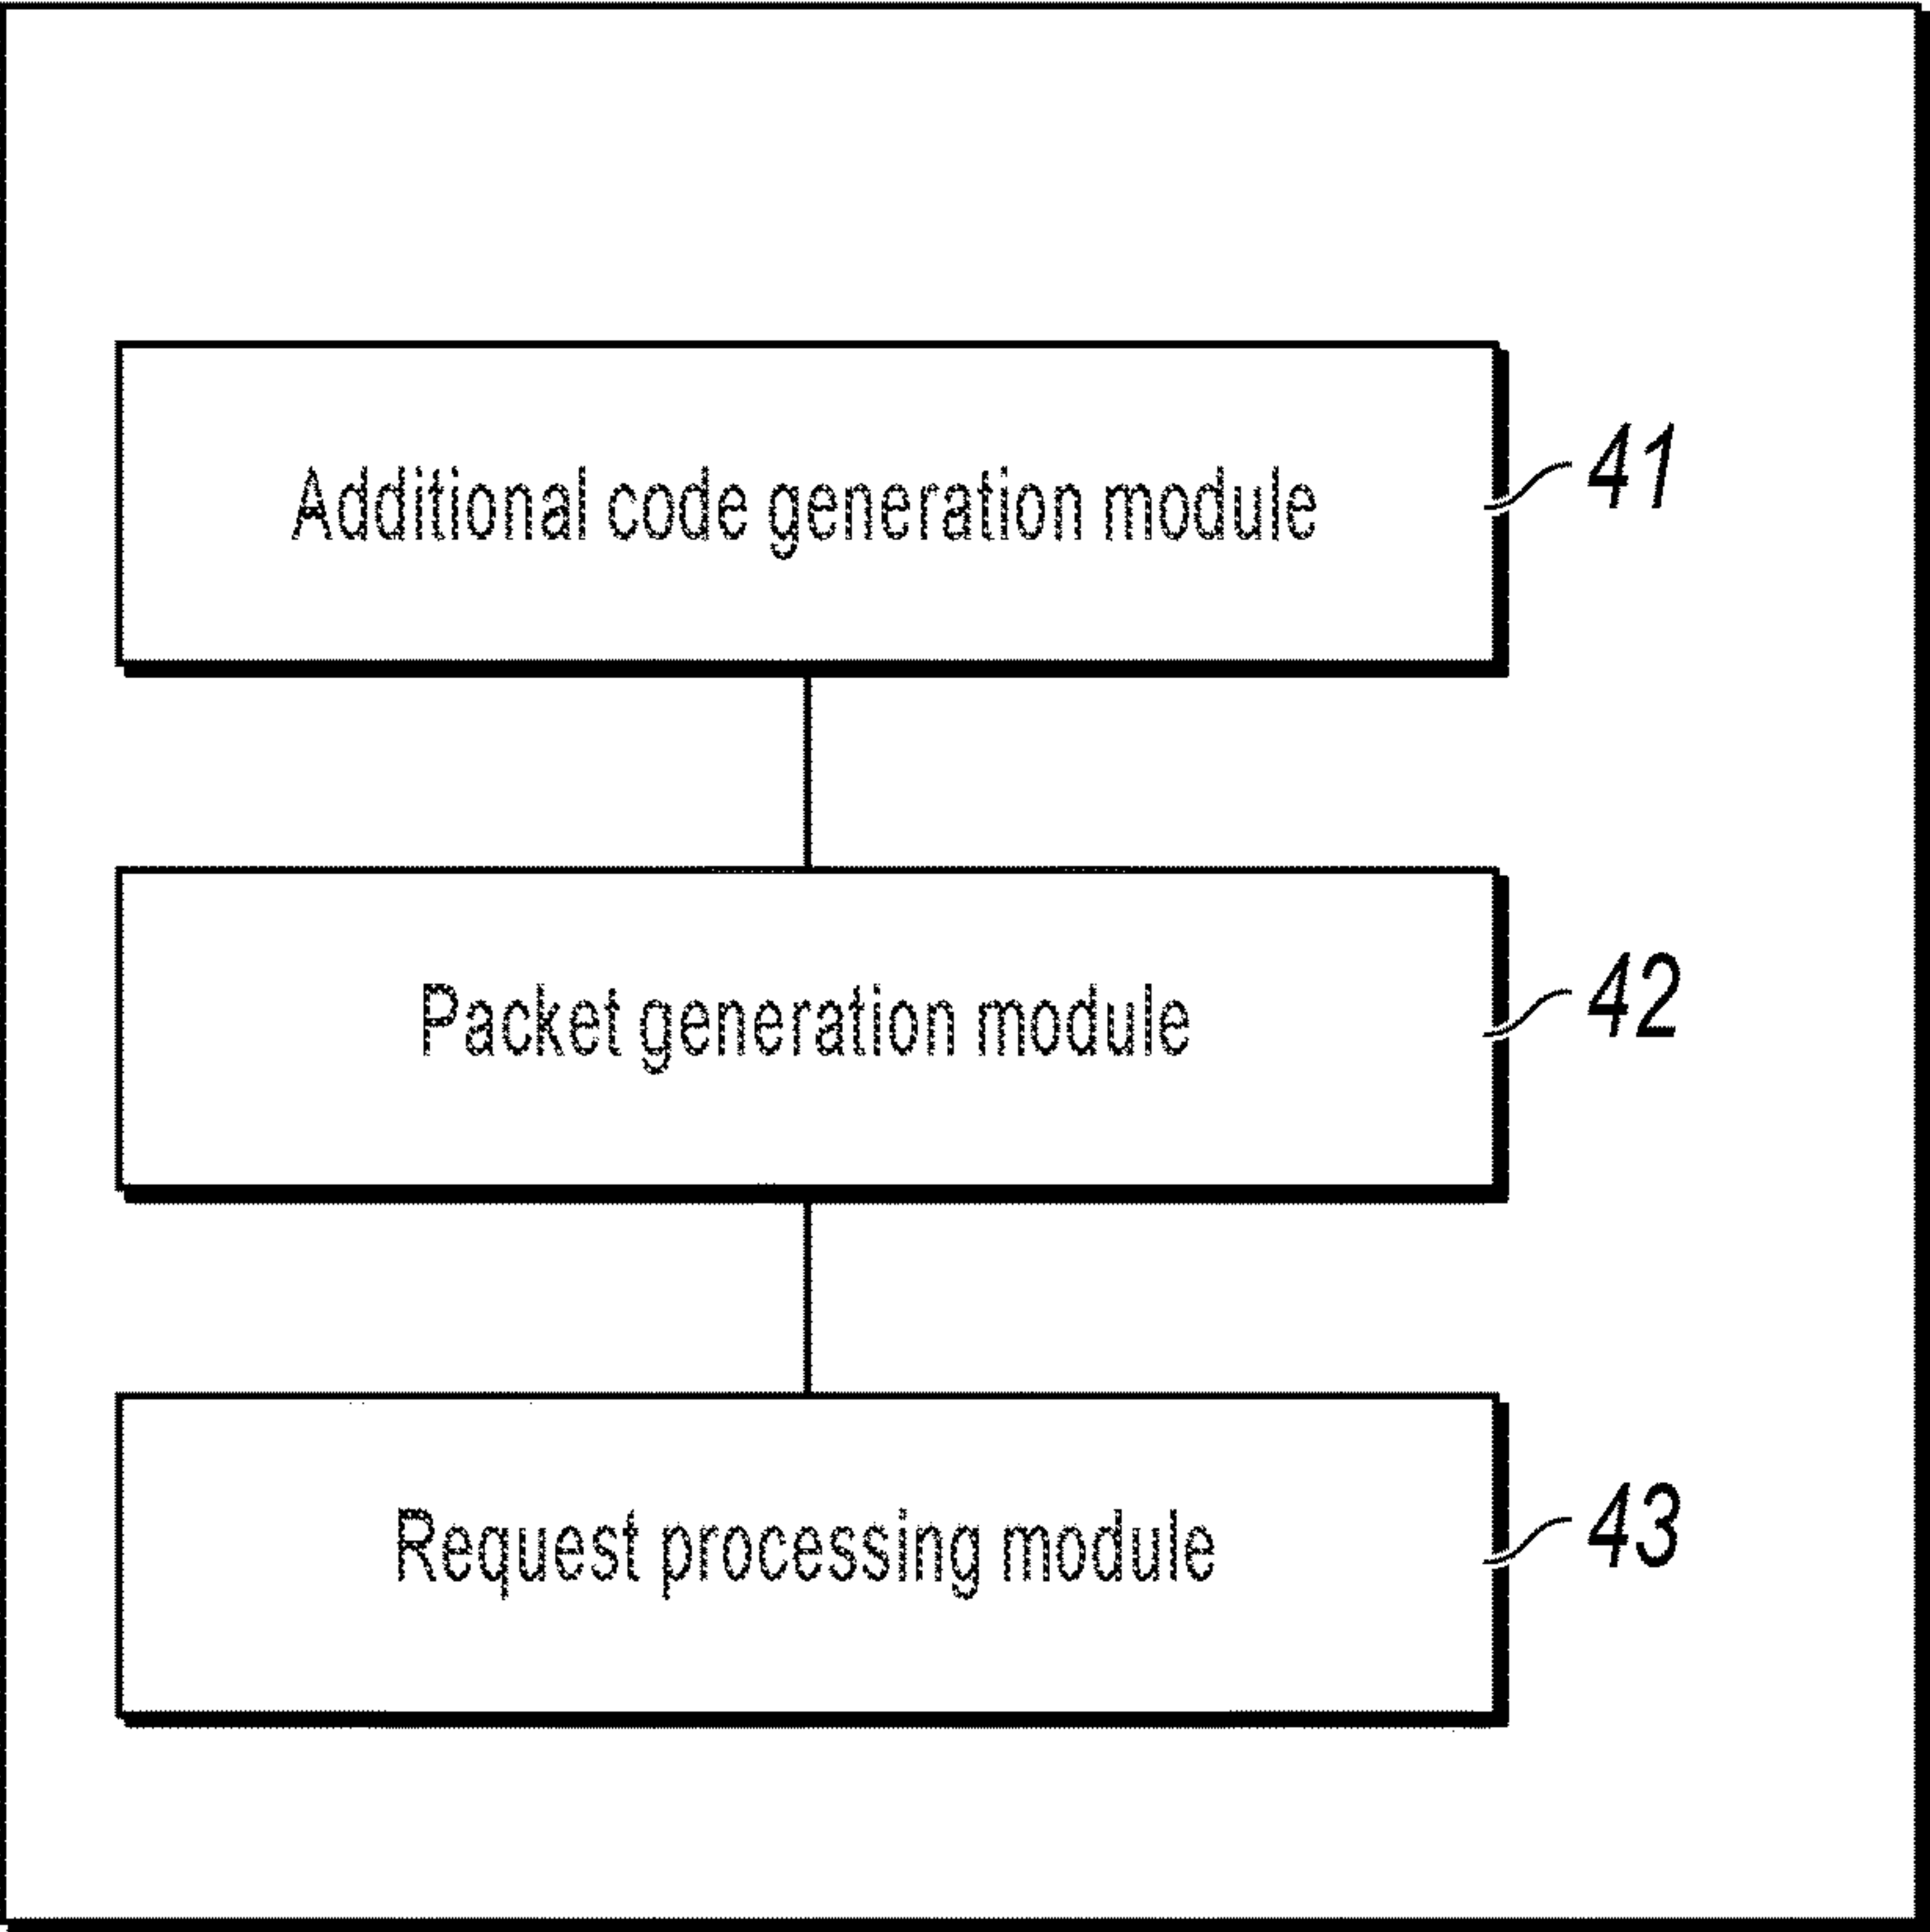 Additional code generation module
41
Packet generation module
42
Request processing module
43